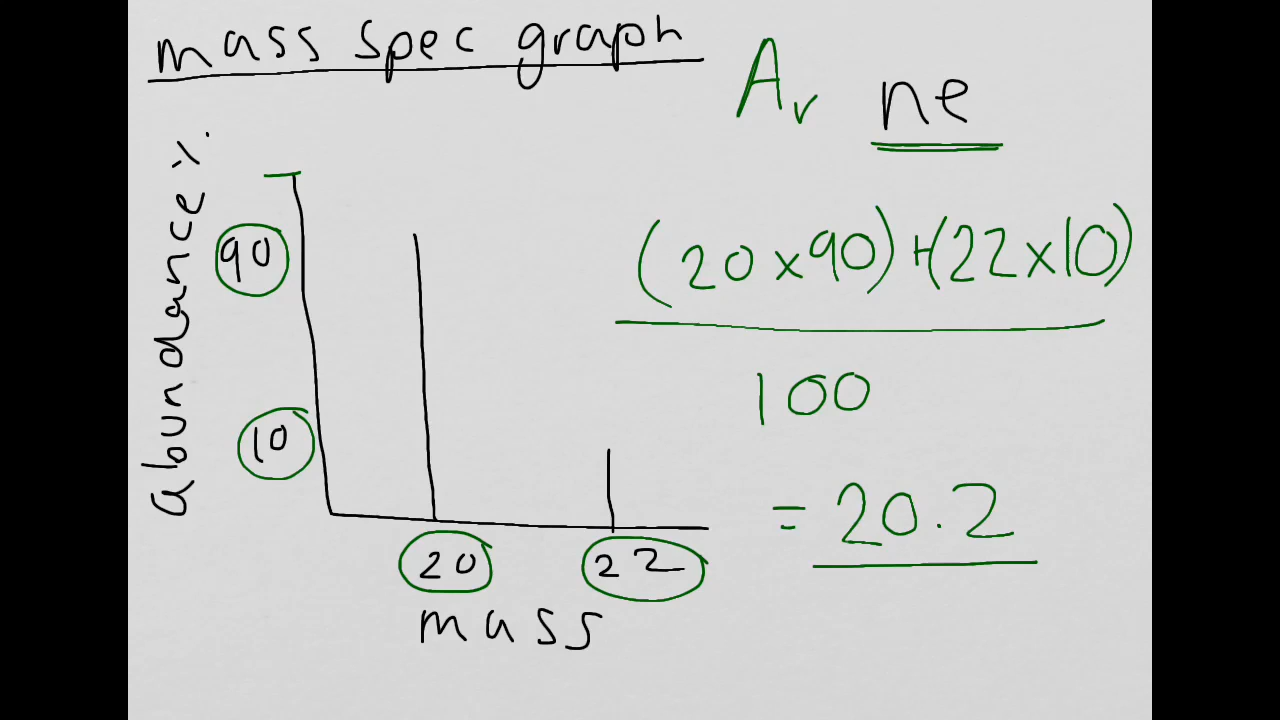 mass spec graph
Ar ne
abundance %
90
10
20 22
mass
(20x90)+(22x10)
100
= 20.2